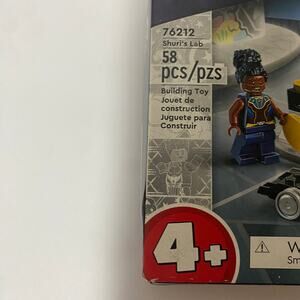 76212
Shuri's Lab
58
pcs/pzs
Building Toy
Jouet de
construction
Juguete para
Construir
4+